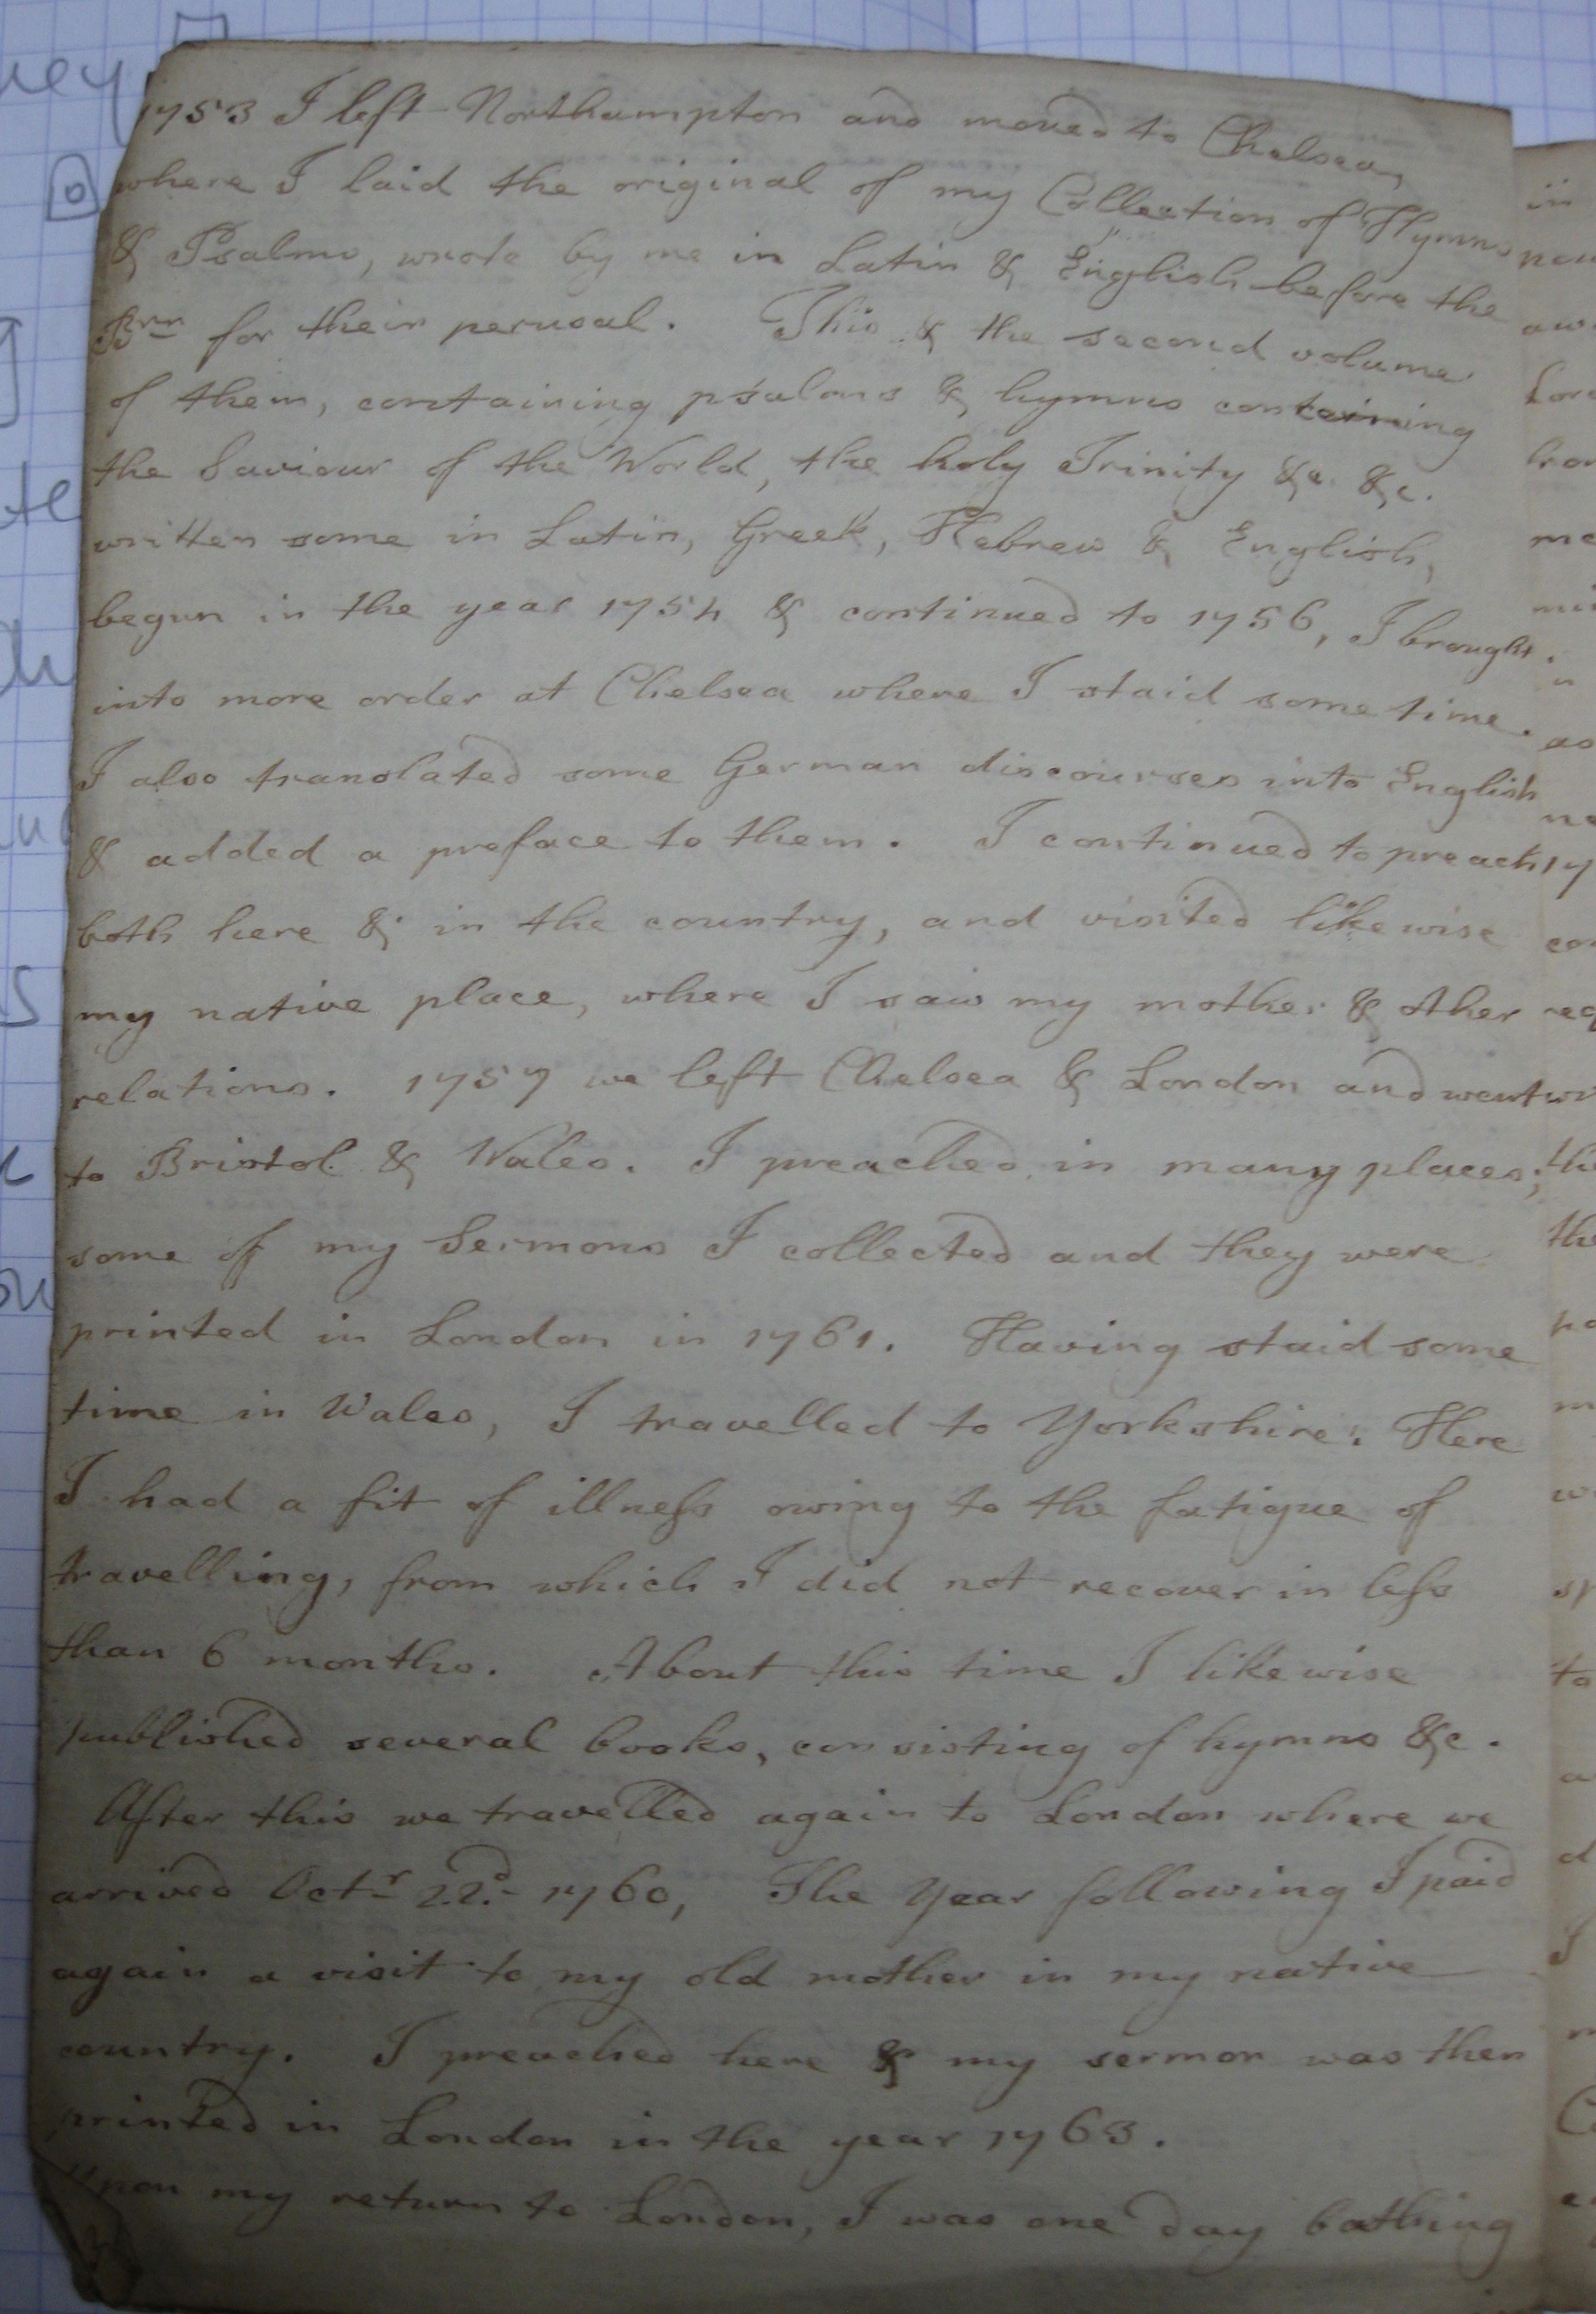 1753 I left Northampton and moved to Chelsea,
where I laid the original of my Collection of Hymns
& Psalms, wrote by me in Latin & English before the
Brn for their perusal. This & the second volume
of them, containing psalms & hymns concerning
the Saviour of the World, the holy Trinity &c. &c.
written some in Latin, Greek, Hebrew & English,
begun in the year 1754 & continued to 1756, I brought
into more order at Chelsea where I staid some time.
I also translated some German discourses into English
& added a preface to them. I continued to preach
both here & in the country, and visited likewise
my native place, where I saw my mother & other
relations. 1757 we left Chelsea & London and went
to Bristol & Wales. I preached in many places;
some of my Sermons I collected and they were
printed in London in 1761. Having staid some
time in Wales, I travelled to Yorkshire. Here
I had a fit of illness owing to the fatigue of
travelling, from which I did not recover in less
than 6 months. About this time I likewise
published several books, consisting of hymns &c.
After this we travelled again to London where we
arrived Octr 22d 1760, The Year following I paid
again a visit to my old mother in my native
country. I preached here & my sermon was then
printed in London in the year 1763.
Upon my return to London, I was one day bathing